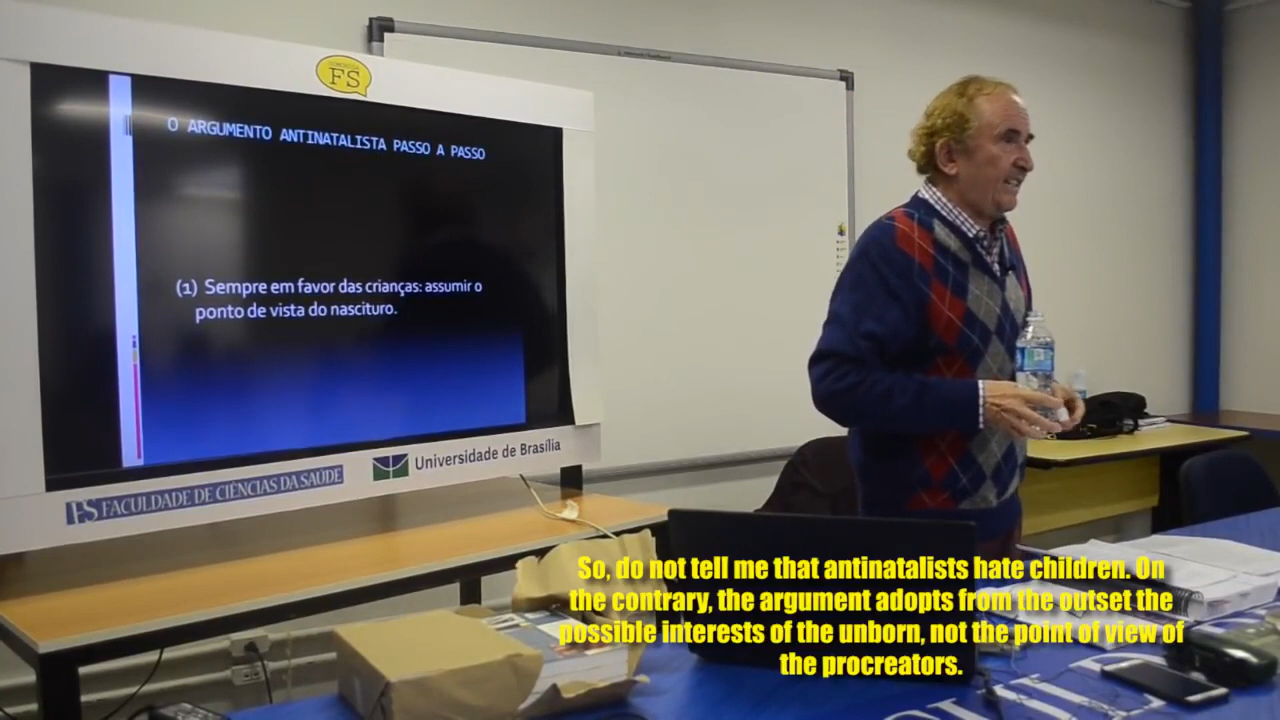 FS
O ARGUMENTO ANTINATALISTA PASSO A PASSO
(1) Sempre em favor das crianças: assumir o
ponto de vista do nascituro.
FS FACULDADE DE CIÊNCIAS DA SAÚDE
Universidade de Brasília
So, do not tell me that antinatalists hate children. On
the contrary, the argument adopts from the outset the
possible interests of the unborn, not the point of view of
the procreators.